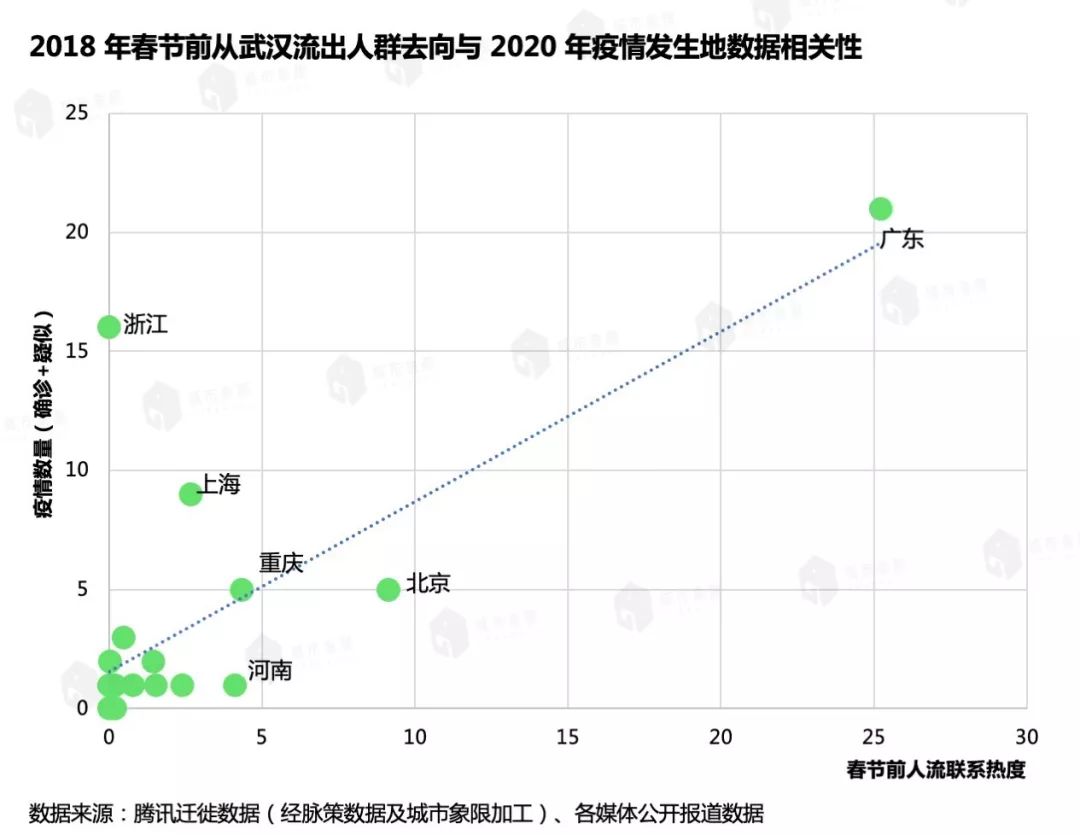 2018 年春节前从武汉流出人群去向与 2020 年疫情发生地数据相关性
25
20
15
10
5
0
疫情数量（确诊+疑似）
广东
浙江
上海
重庆
北京
河南
0 5 10 15 20 25 30
春节前人流联系热度
数据来源：腾讯迁徙数据（经脉策数据及城市象限加工）、各媒体公开报道数据
城市象限